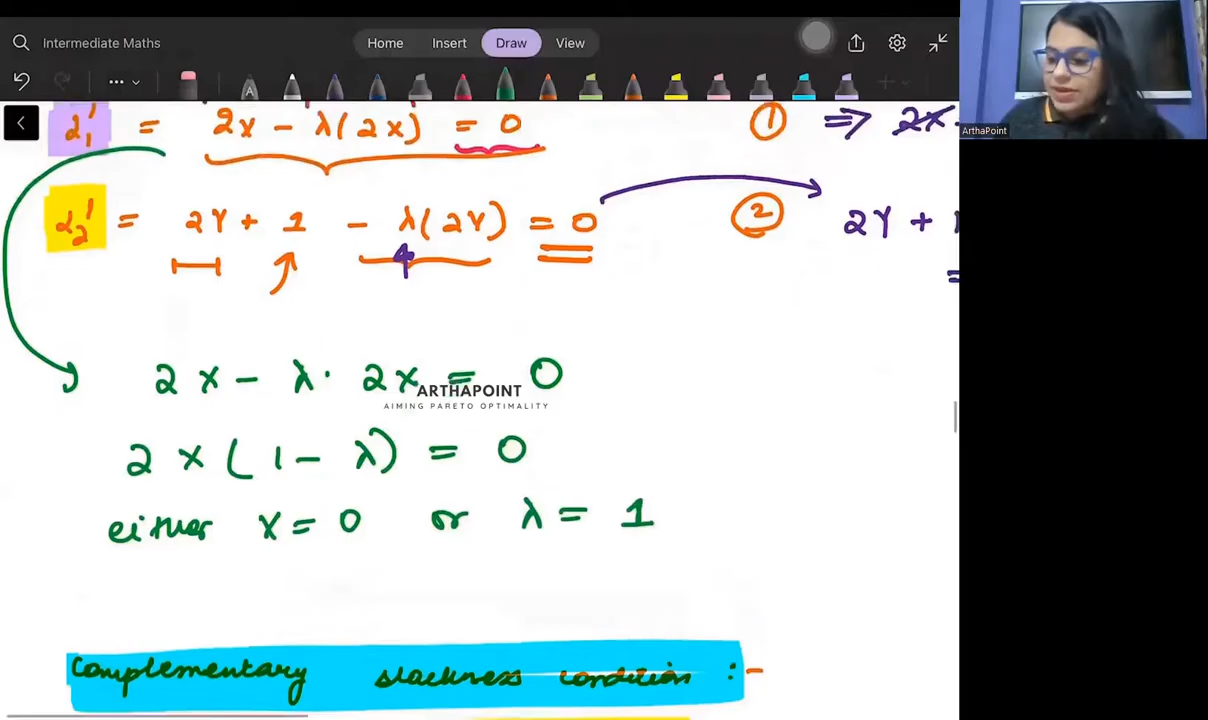 Intermediate Maths
Home Insert Draw View
ArthaPoint
ℒ₁' = 2x − λ(2x) = 0 ① ⇒ 2x-
ℒ₂' = 2Y + 1 − λ(2Y) = 0 ② 2Y +
=
2x − λ· 2x = 0
ARTHAPOINT
AIMING PARETO OPTIMALITY
2x (1 − λ) = 0
either x = 0 or λ = 1
Complementary slackness condition :-